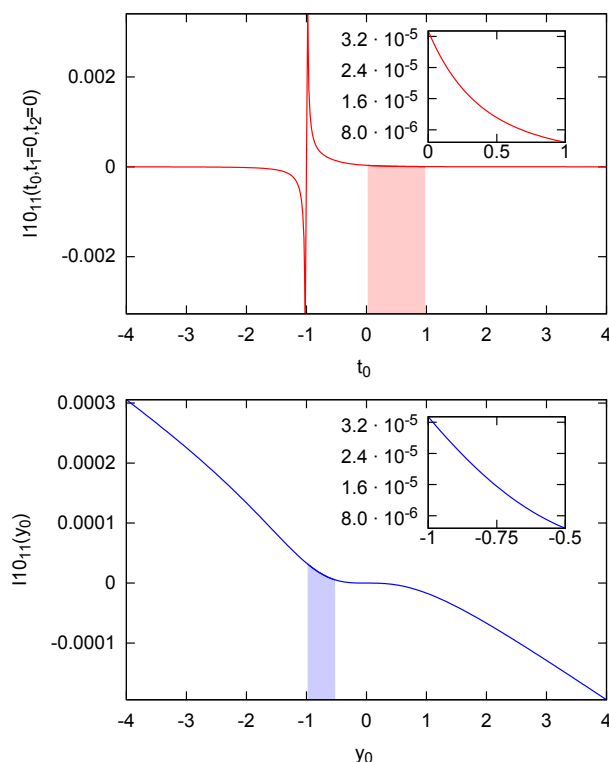 0.002
0
-0.002
I10₁₁(t₀,t₁=0,t₂=0)
-4 -3 -2 -1 0 1 2 3 4
t₀
3.2 · 10⁻⁵
2.4 · 10⁻⁵
1.6 · 10⁻⁵
8.0 · 10⁻⁶
0 0.5 1
0.0003
0.0002
0.0001
0
-0.0001
I10₁₁(y₀)
-4 -3 -2 -1 0 1 2 3 4
y₀
3.2 · 10⁻⁵
2.4 · 10⁻⁵
1.6 · 10⁻⁵
8.0 · 10⁻⁶
-1 -0.75 -0.5